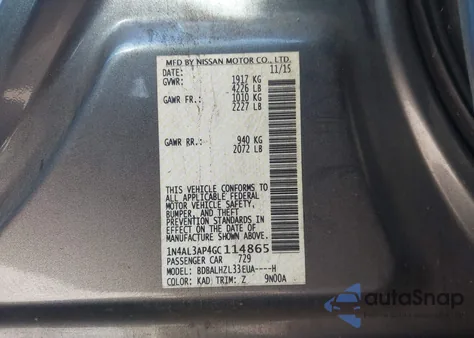 MFD BY NISSAN MOTOR CO., LTD.
DATE: 11/15
GVWR: 1917 KG
4226 LB
GAWR FR.: 1010 KG
2227 LB
GAWR RR.: 940 KG
2072 LB
THIS VEHICLE CONFORMS TO
ALL APPLICABLE FEDERAL
MOTOR VEHICLE SAFETY,
BUMPER, AND THEFT
PREVENTION STANDARDS IN
EFFECT ON THE DATE OF
MANUFACTURE SHOWN ABOVE.
1N4AL3AP4GC114865
PASSENGER CAR 729
MODEL: BDBALHZL33EUA----H
COLOR: KAD TRIM: Z 9N00A
autoSnap